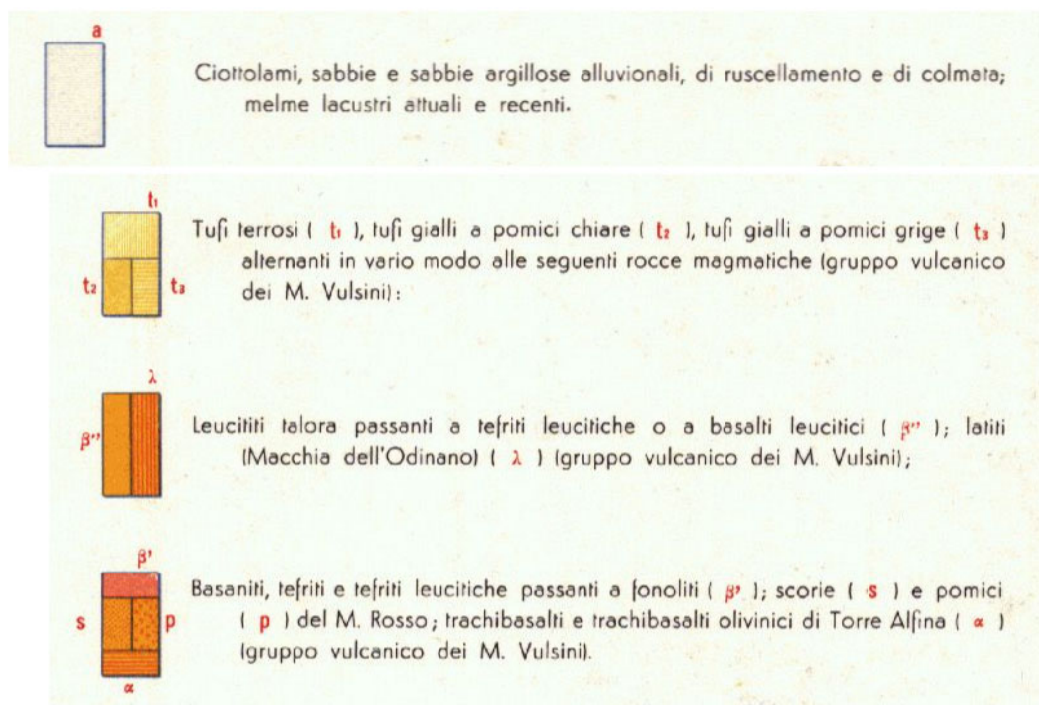 a
Ciottolami, sabbie e sabbie argillose alluvionali, di ruscellamento e di colmata;
melme lacustri attuali e recenti.
t₁
t₂
t₃
Tufi terrosi ( t₁ ), tufi gialli a pomici chiare ( t₂ ), tufi gialli a pomici grige ( t₃ )
alternanti in vario modo alle seguenti rocce magmatiche (gruppo vulcanico
dei M. Vulsini):
λ
β"
Leucititi talora passanti a tefriti leucitiche o a basalti leucitici ( β" ); latiti
(Macchia dell'Odinano) ( λ ) (gruppo vulcanico dei M. Vulsini);
β'
s
p
α
Basaniti, tefriti e tefriti leucitiche passanti a fonoliti ( β' ); scorie ( s ) e pomici
( p ) del M. Rosso; trachibasalti e trachibasalti olivinici di Torre Alfina ( α )
(gruppo vulcanico dei M. Vulsini).